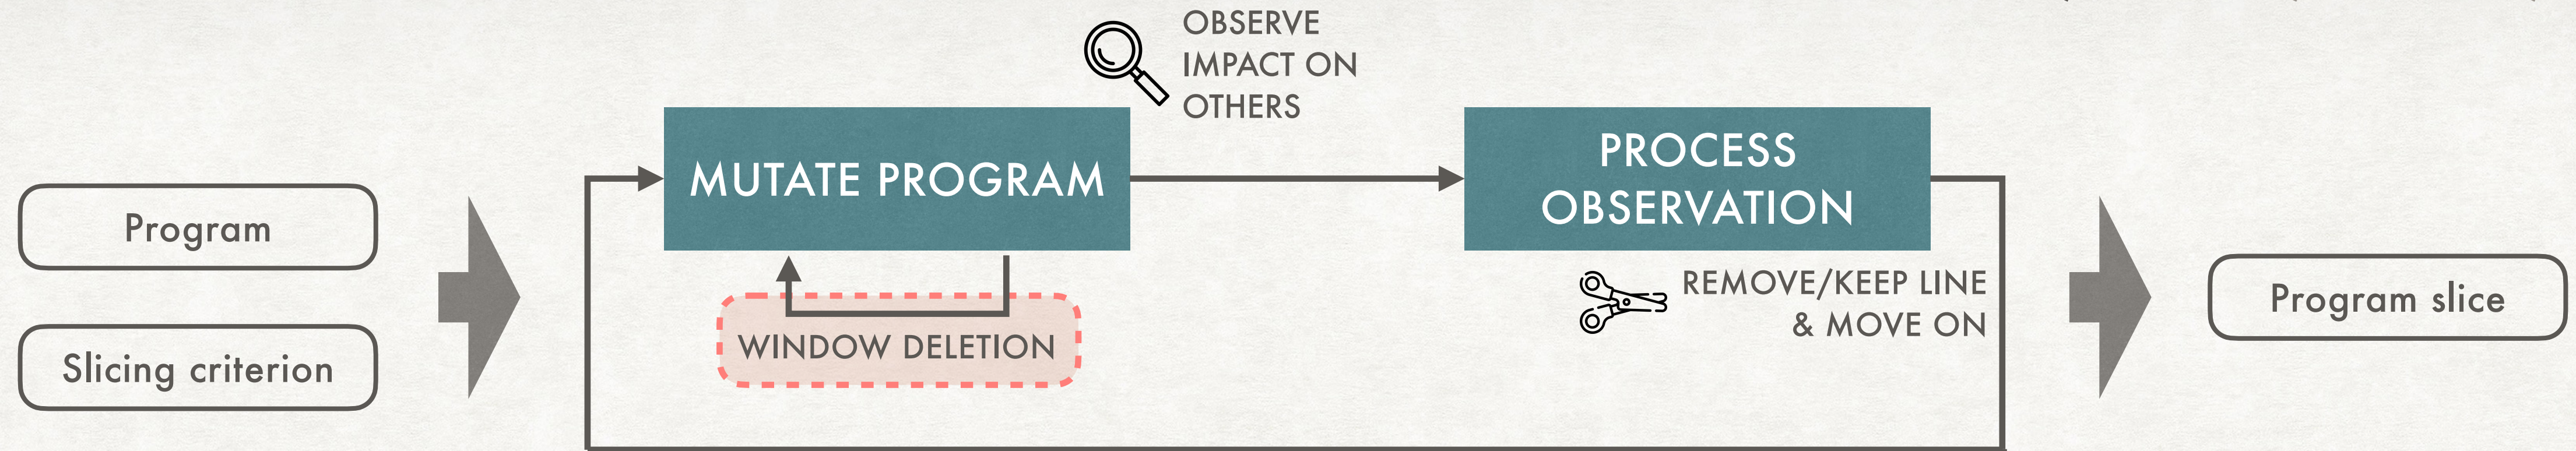 OBSERVE
IMPACT ON
OTHERS
MUTATE PROGRAM
PROCESS
OBSERVATION
Program
Slicing criterion
WINDOW DELETION
REMOVE/KEEP LINE
& MOVE ON
Program slice